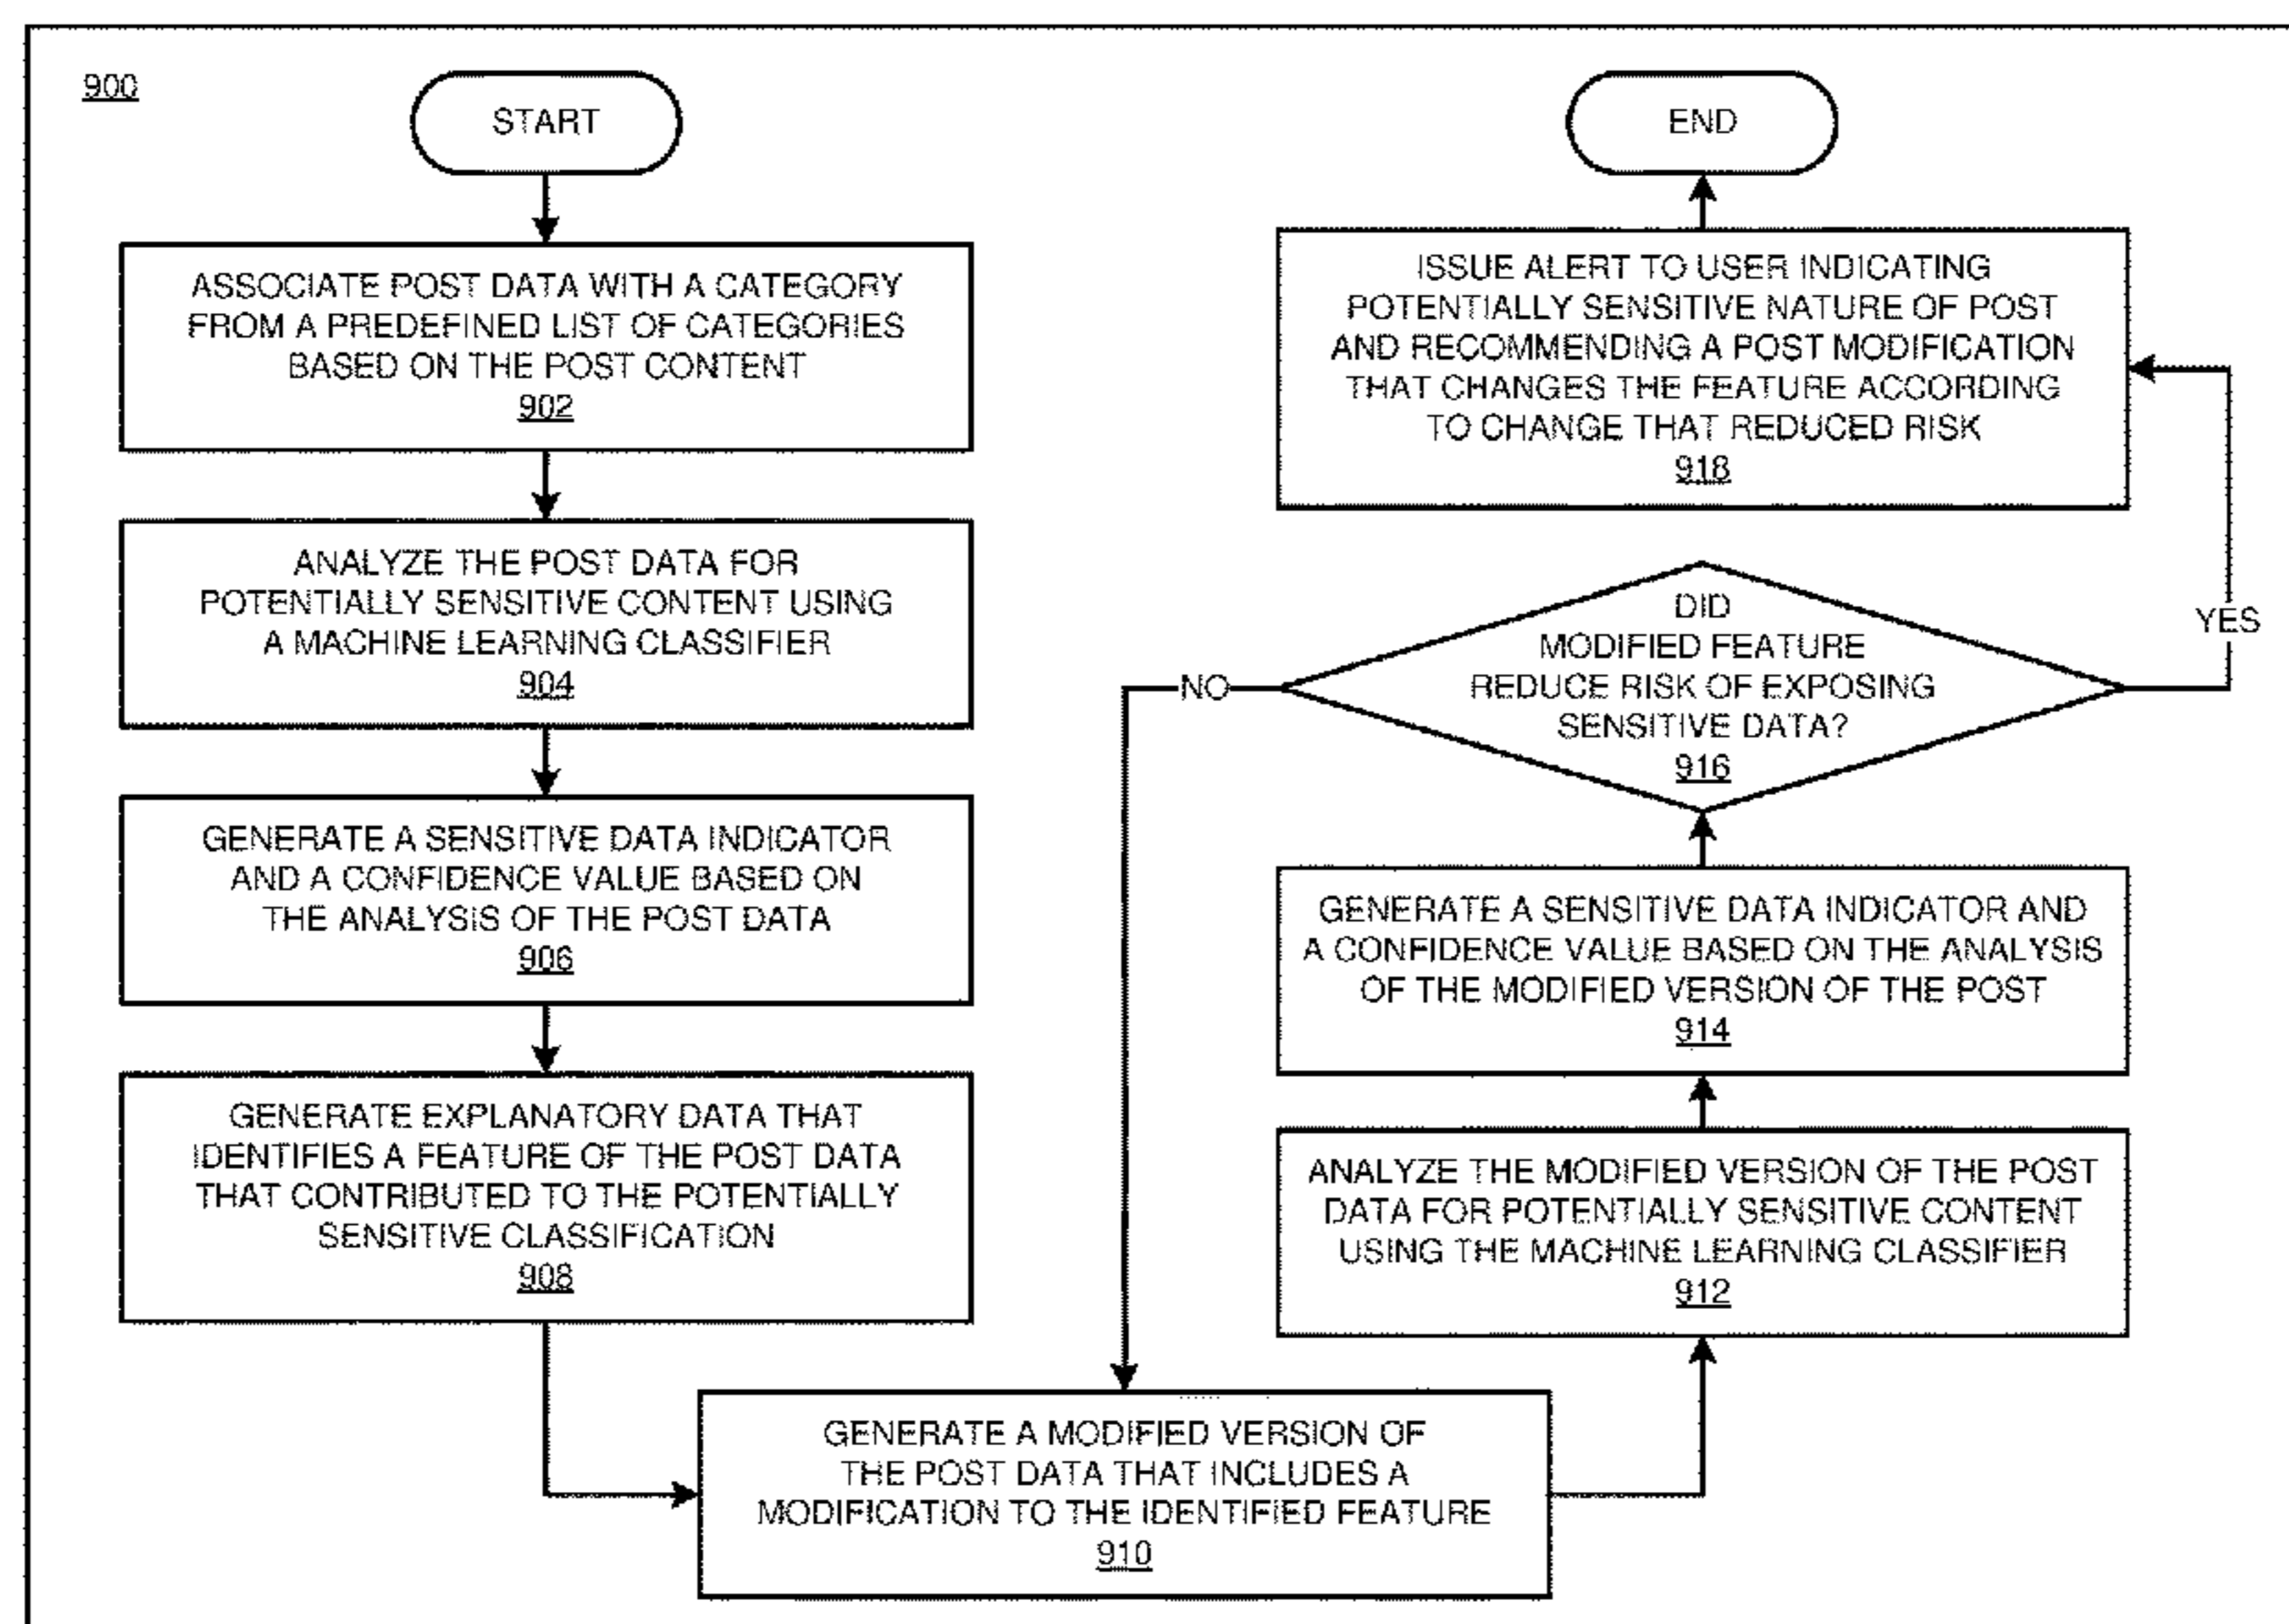 900
START
ASSOCIATE POST DATA WITH A CATEGORY
FROM A PREDEFINED LIST OF CATEGORIES
BASED ON THE POST CONTENT
902
ANALYZE THE POST DATA FOR
POTENTIALLY SENSITIVE CONTENT USING
A MACHINE LEARNING CLASSIFIER
904
GENERATE A SENSITIVE DATA INDICATOR
AND A CONFIDENCE VALUE BASED ON
THE ANALYSIS OF THE POST DATA
906
GENERATE EXPLANATORY DATA THAT
IDENTIFIES A FEATURE OF THE POST DATA
THAT CONTRIBUTED TO THE POTENTIALLY
SENSITIVE CLASSIFICATION
908
GENERATE A MODIFIED VERSION OF
THE POST DATA THAT INCLUDES A
MODIFICATION TO THE IDENTIFIED FEATURE
910
ANALYZE THE MODIFIED VERSION OF THE POST
DATA FOR POTENTIALLY SENSITIVE CONTENT
USING THE MACHINE LEARNING CLASSIFIER
912
GENERATE A SENSITIVE DATA INDICATOR AND
A CONFIDENCE VALUE BASED ON THE ANALYSIS
OF THE MODIFIED VERSION OF THE POST
914
DID
MODIFIED FEATURE
REDUCE RISK OF EXPOSING
SENSITIVE DATA?
916
NO
YES
ISSUE ALERT TO USER INDICATING
POTENTIALLY SENSITIVE NATURE OF POST
AND RECOMMENDING A POST MODIFICATION
THAT CHANGES THE FEATURE ACCORDING
TO CHANGE THAT REDUCED RISK
918
END